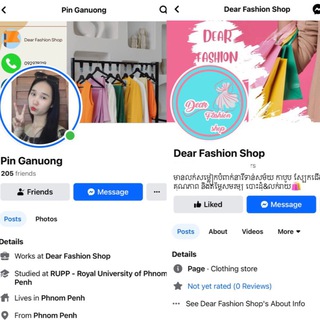 Pin Ganuong
Dear Fashion Shop
Pin Ganuong
205 friends
Friends
Message
Posts
Photos
Details
Works at Dear Fashion Shop
Studied at RUPP - Royal University of Phnom
Penh
Lives in Phnom Penh
From Phnom Penh
Dear Fashion Shop
DEAR
FASHION
Dear
Fashion
shop
Dear Fashion Shop
មានលក់សម្លៀកបំពាក់នារីទាន់សម័យ កាបូប ស្បែកជើង
គុណភាព និងតម្លៃសមរម្យ បោះដុំ&លក់រាយ🛍
Liked
Message
Posts
About
Videos
More
Details
Page · Clothing store
Not yet rated (0 Reviews)
See Dear Fashion Shop's About Info